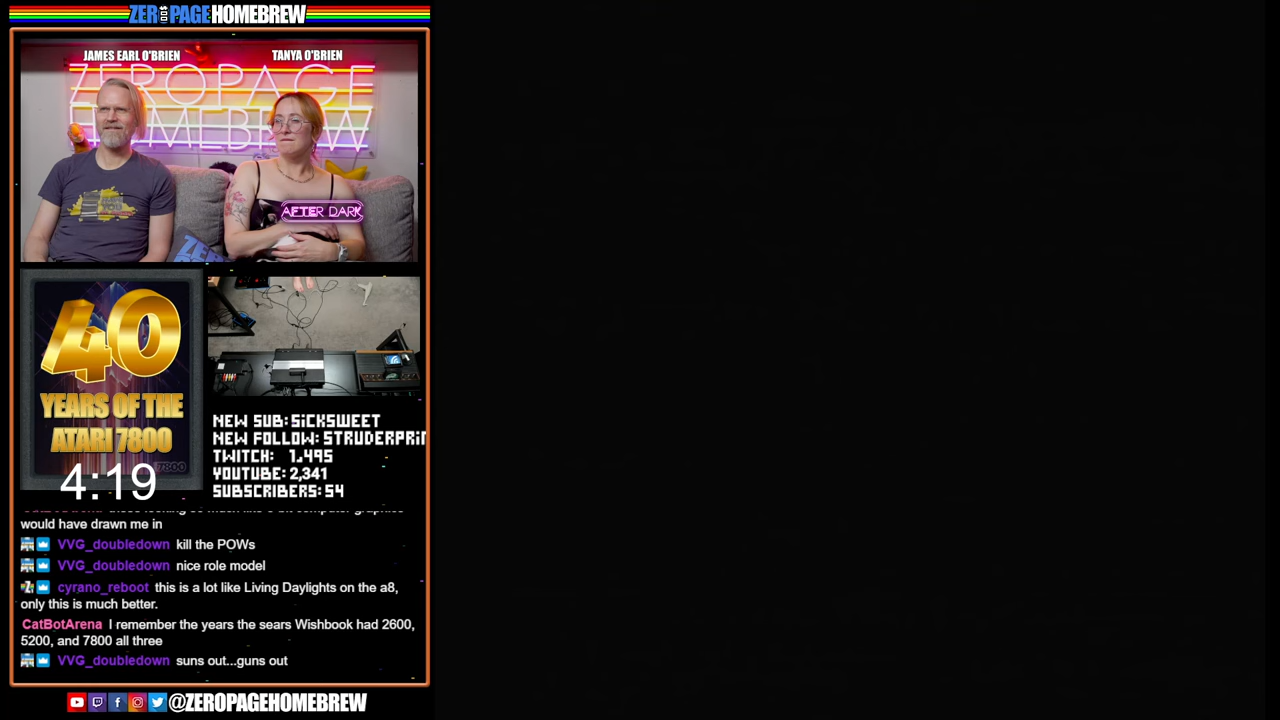 ZEROPAGEHOMEBREW
JAMES EARL O'BRIEN
TANYA O'BRIEN
ZEROPAGE
HOMEBREW
AFTER DARK
40
YEARS OF THE
ATARI 7800
7800
4:19
NEW SUB: SICKSWEET
NEW FOLLOW: STRUDERPRI
TWITCH: 1,495
YOUTUBE: 2,341
SUBSCRIBERS: 54
would have drawn me in
VVG_doubledown kill the POWs
VVG_doubledown nice role model
cyrano_reboot this is a lot like Living Daylights on the a8,
only this is much better.
CatBotArena I remember the years the sears Wishbook had 2600,
5200, and 7800 all three
VVG_doubledown suns out...guns out
@ZEROPAGEHOMEBREW